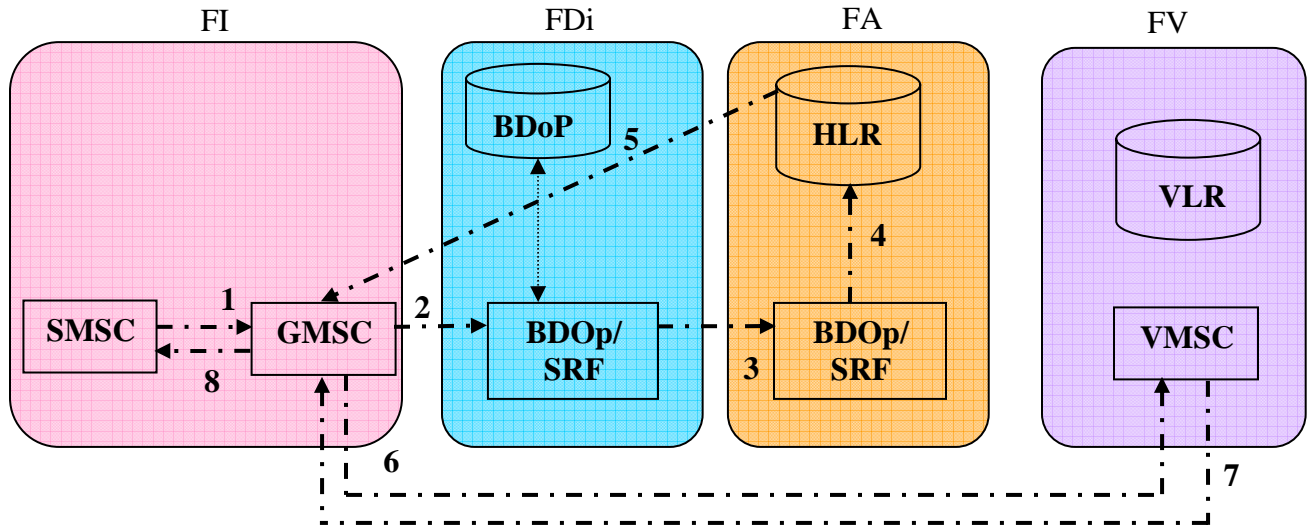 FI
FDi
FA
FV
BDoP
5
HLR
VLR
4
1
2
SMSC
GMSC
BDOp/
SRF
3
BDOp/
SRF
VMSC
8
6
7